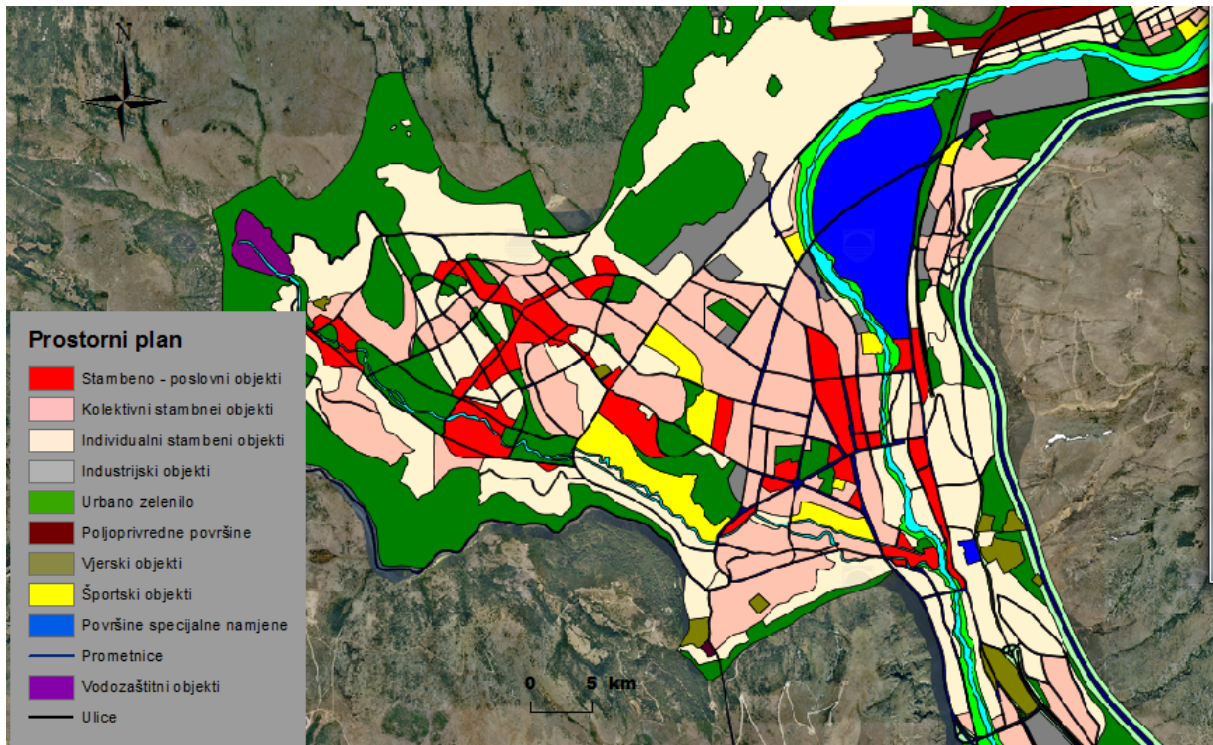 N
Prostorni plan
Stambeno - poslovni objekti
Kolektivni stambnei objekti
Individualni stambeni objekti
Industrijski objekti
Urbano zelenilo
Poljoprivredne površine
Vjerski objekti
Športski objekti
Površine specijalne namjene
Prometnice
Vodozaštitni objekti
Ulice
0 5 km